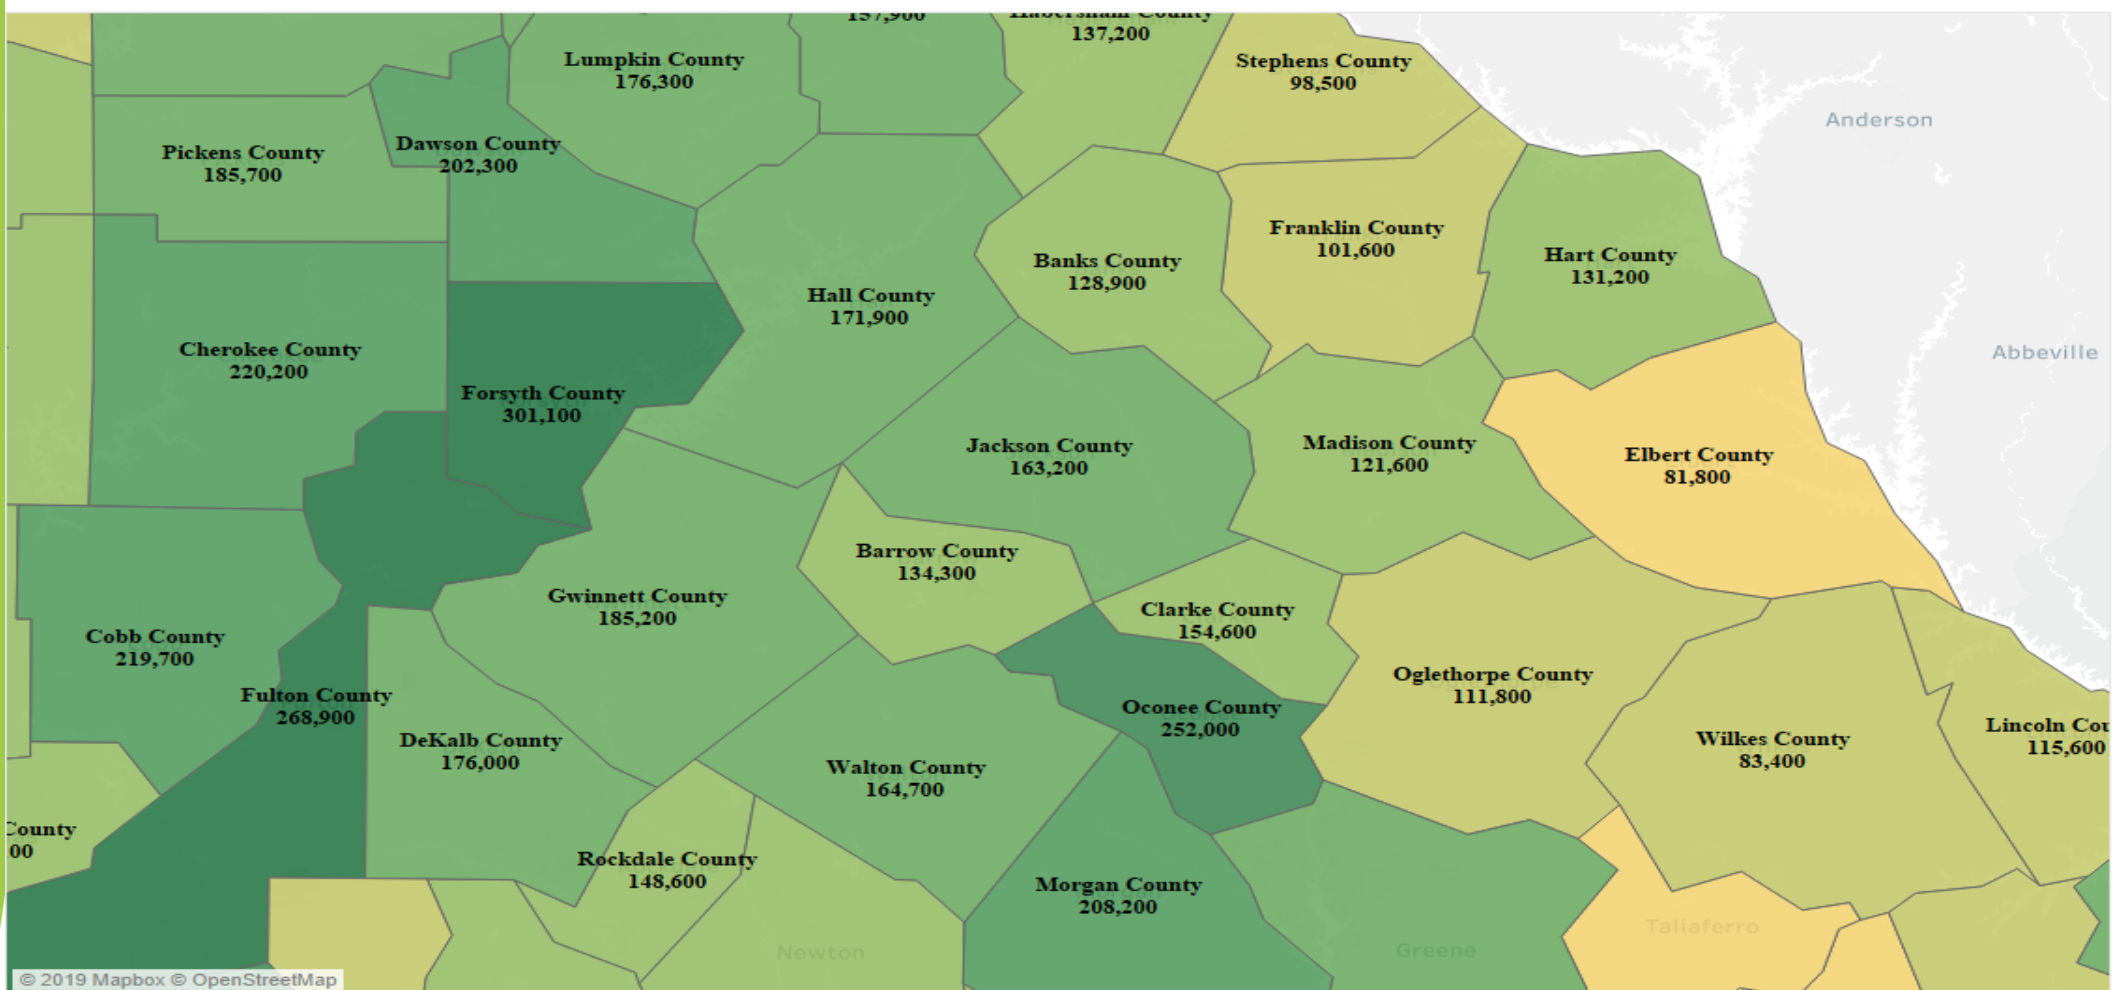 157,900
Habersham County
137,200
Lumpkin County
176,300
Stephens County
98,500
Anderson
Pickens County
185,700
Dawson County
202,300
Franklin County
101,600
Hart County
131,200
Banks County
128,900
Hall County
171,900
Cherokee County
220,200
Abbeville
Forsyth County
301,100
Jackson County
163,200
Madison County
121,600
Elbert County
81,800
Barrow County
134,300
Gwinnett County
185,200
Clarke County
154,600
Cobb County
219,700
Fulton County
268,900
Oglethorpe County
111,800
Oconee County
252,000
DeKalb County
176,000
Wilkes County
83,400
Lincoln Cou
115,600
Walton County
164,700
County
00
Rockdale County
148,600
Morgan County
208,200
Taliaferro
Newton
Greene
© 2019 Mapbox © OpenStreetMap